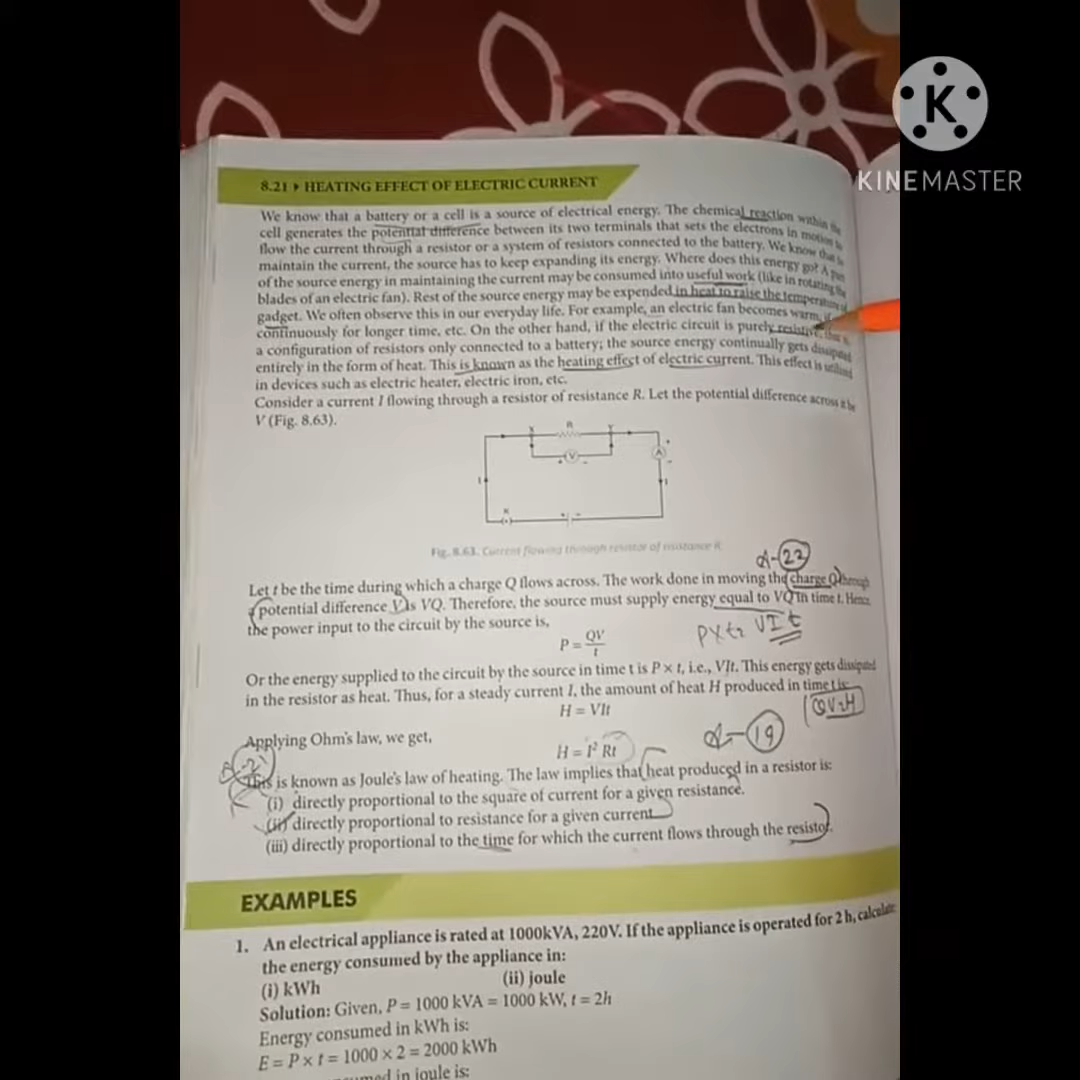 K
KINEMASTER
8.21 ▸ HEATING EFFECT OF ELECTRIC CURRENT
We know that a battery or a cell is a source of electrical energy. The chemical reaction within the
cell generates the potential difference between its two terminals that sets the electrons in motion to
flow the current through a resistor or a system of resistors connected to the battery. We know that to
maintain the current, the source has to keep expanding its energy. Where does this energy go? A part
of the source energy in maintaining the current may be consumed into useful work (like in rotating the
blades of an electric fan). Rest of the source energy may be expended in heat to raise the temperature of
gadget. We often observe this in our everyday life. For example, an electric fan becomes warm, if
continuously for longer time, etc. On the other hand, if the electric circuit is purely resistive, that is,
a configuration of resistors only connected to a battery; the source energy continually gets dissipated
entirely in the form of heat. This is known as the heating effect of electric current. This effect is utilised
in devices such as electric heater, electric iron, etc.
Consider a current I flowing through a resistor of resistance R. Let the potential difference across it be
V (Fig. 8.63).
X R Y
+ V - A + -
I I
K + -
Fig. 8.63. Current flowing through resistor of resistance R.
22
Let t be the time during which a charge Q flows across. The work done in moving the charge Q through
a potential difference V is VQ. Therefore, the source must supply energy equal to VQ in time t. Hence,
the power input to the circuit by the source is,
P = QV/t
P×t= VIt
Or the energy supplied to the circuit by the source in time t is P × t, i.e., VIt. This energy gets dissipated
in the resistor as heat. Thus, for a steady current I, the amount of heat H produced in time t is
H = VIt
QV=H
Applying Ohm's law, we get,
19
H = I² Rt
This is known as Joule's law of heating. The law implies that heat produced in a resistor is:
(i) directly proportional to the square of current for a given resistance.
(ii) directly proportional to resistance for a given current
(iii) directly proportional to the time for which the current flows through the resistor.
EXAMPLES
1. An electrical appliance is rated at 1000kVA, 220V. If the appliance is operated for 2 h, calculate
the energy consumed by the appliance in:
(i) kWh (ii) joule
Solution: Given, P = 1000 kVA = 1000 kW, t = 2h
Energy consumed in kWh is:
E = P × t = 1000 × 2 = 2000 kWh
in joule is: